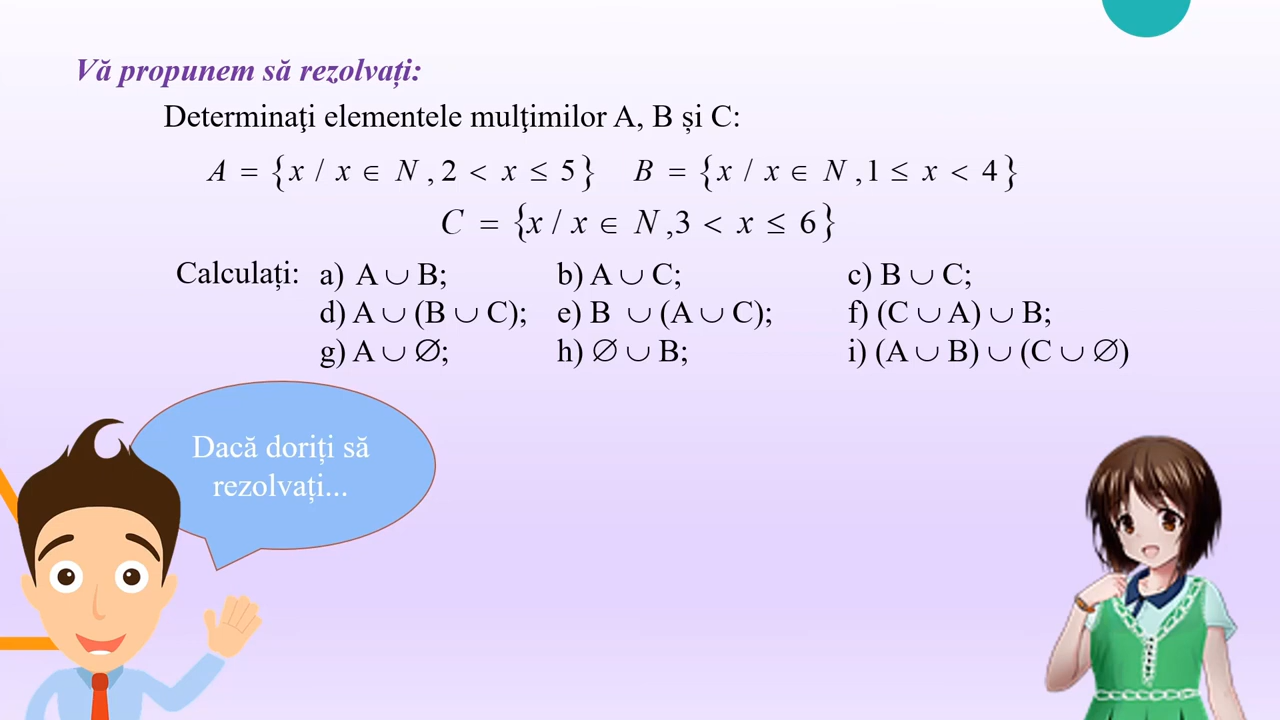 Vă propunem să rezolvați:
Determinaţi elementele mulţimilor A, B și C:
A = {x / x ∈ N , 2 < x ≤ 5} B = {x / x ∈ N ,1 ≤ x < 4}
C = {x / x ∈ N ,3 < x ≤ 6}
Calculați: a) A ∪ B; b) A ∪ C; c) B ∪ C;
d) A ∪ (B ∪ C); e) B ∪ (A ∪ C); f) (C ∪ A) ∪ B;
g) A ∪ ∅; h) ∅ ∪ B; i) (A ∪ B) ∪ (C ∪ ∅)
Dacă doriți să
rezolvați...